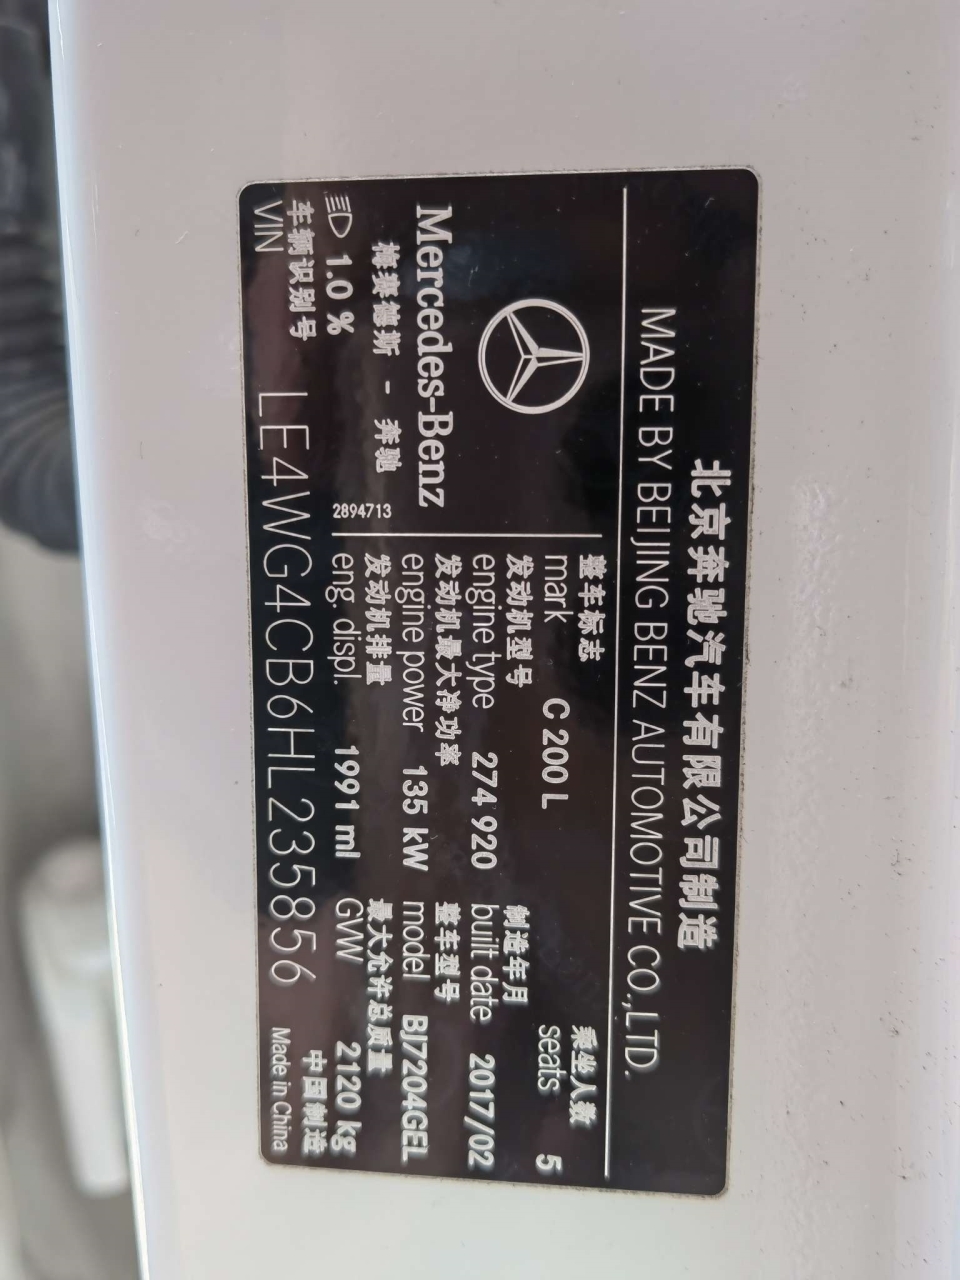 北京奔驰汽车有限公司制造
MADE BY BEIJING BENZ AUTOMOTIVE CO.,LTD.
Mercedes-Benz
梅赛德斯 - 奔驰
1.0 %
2894713
整车标志
mark C 200 L
乘坐人数
seats 5
发动机型号
engine type 274 920
制造年月
built date 2017/02
发动机最大净功率
engine power 135 kW
整车型号
model BJ7204GEL
发动机排量
eng. displ. 1991 ml
最大允许总质量
GVW 2120 kg
车辆识别号
VIN LE4WG4CB6HL235856
中国制造
Made in China